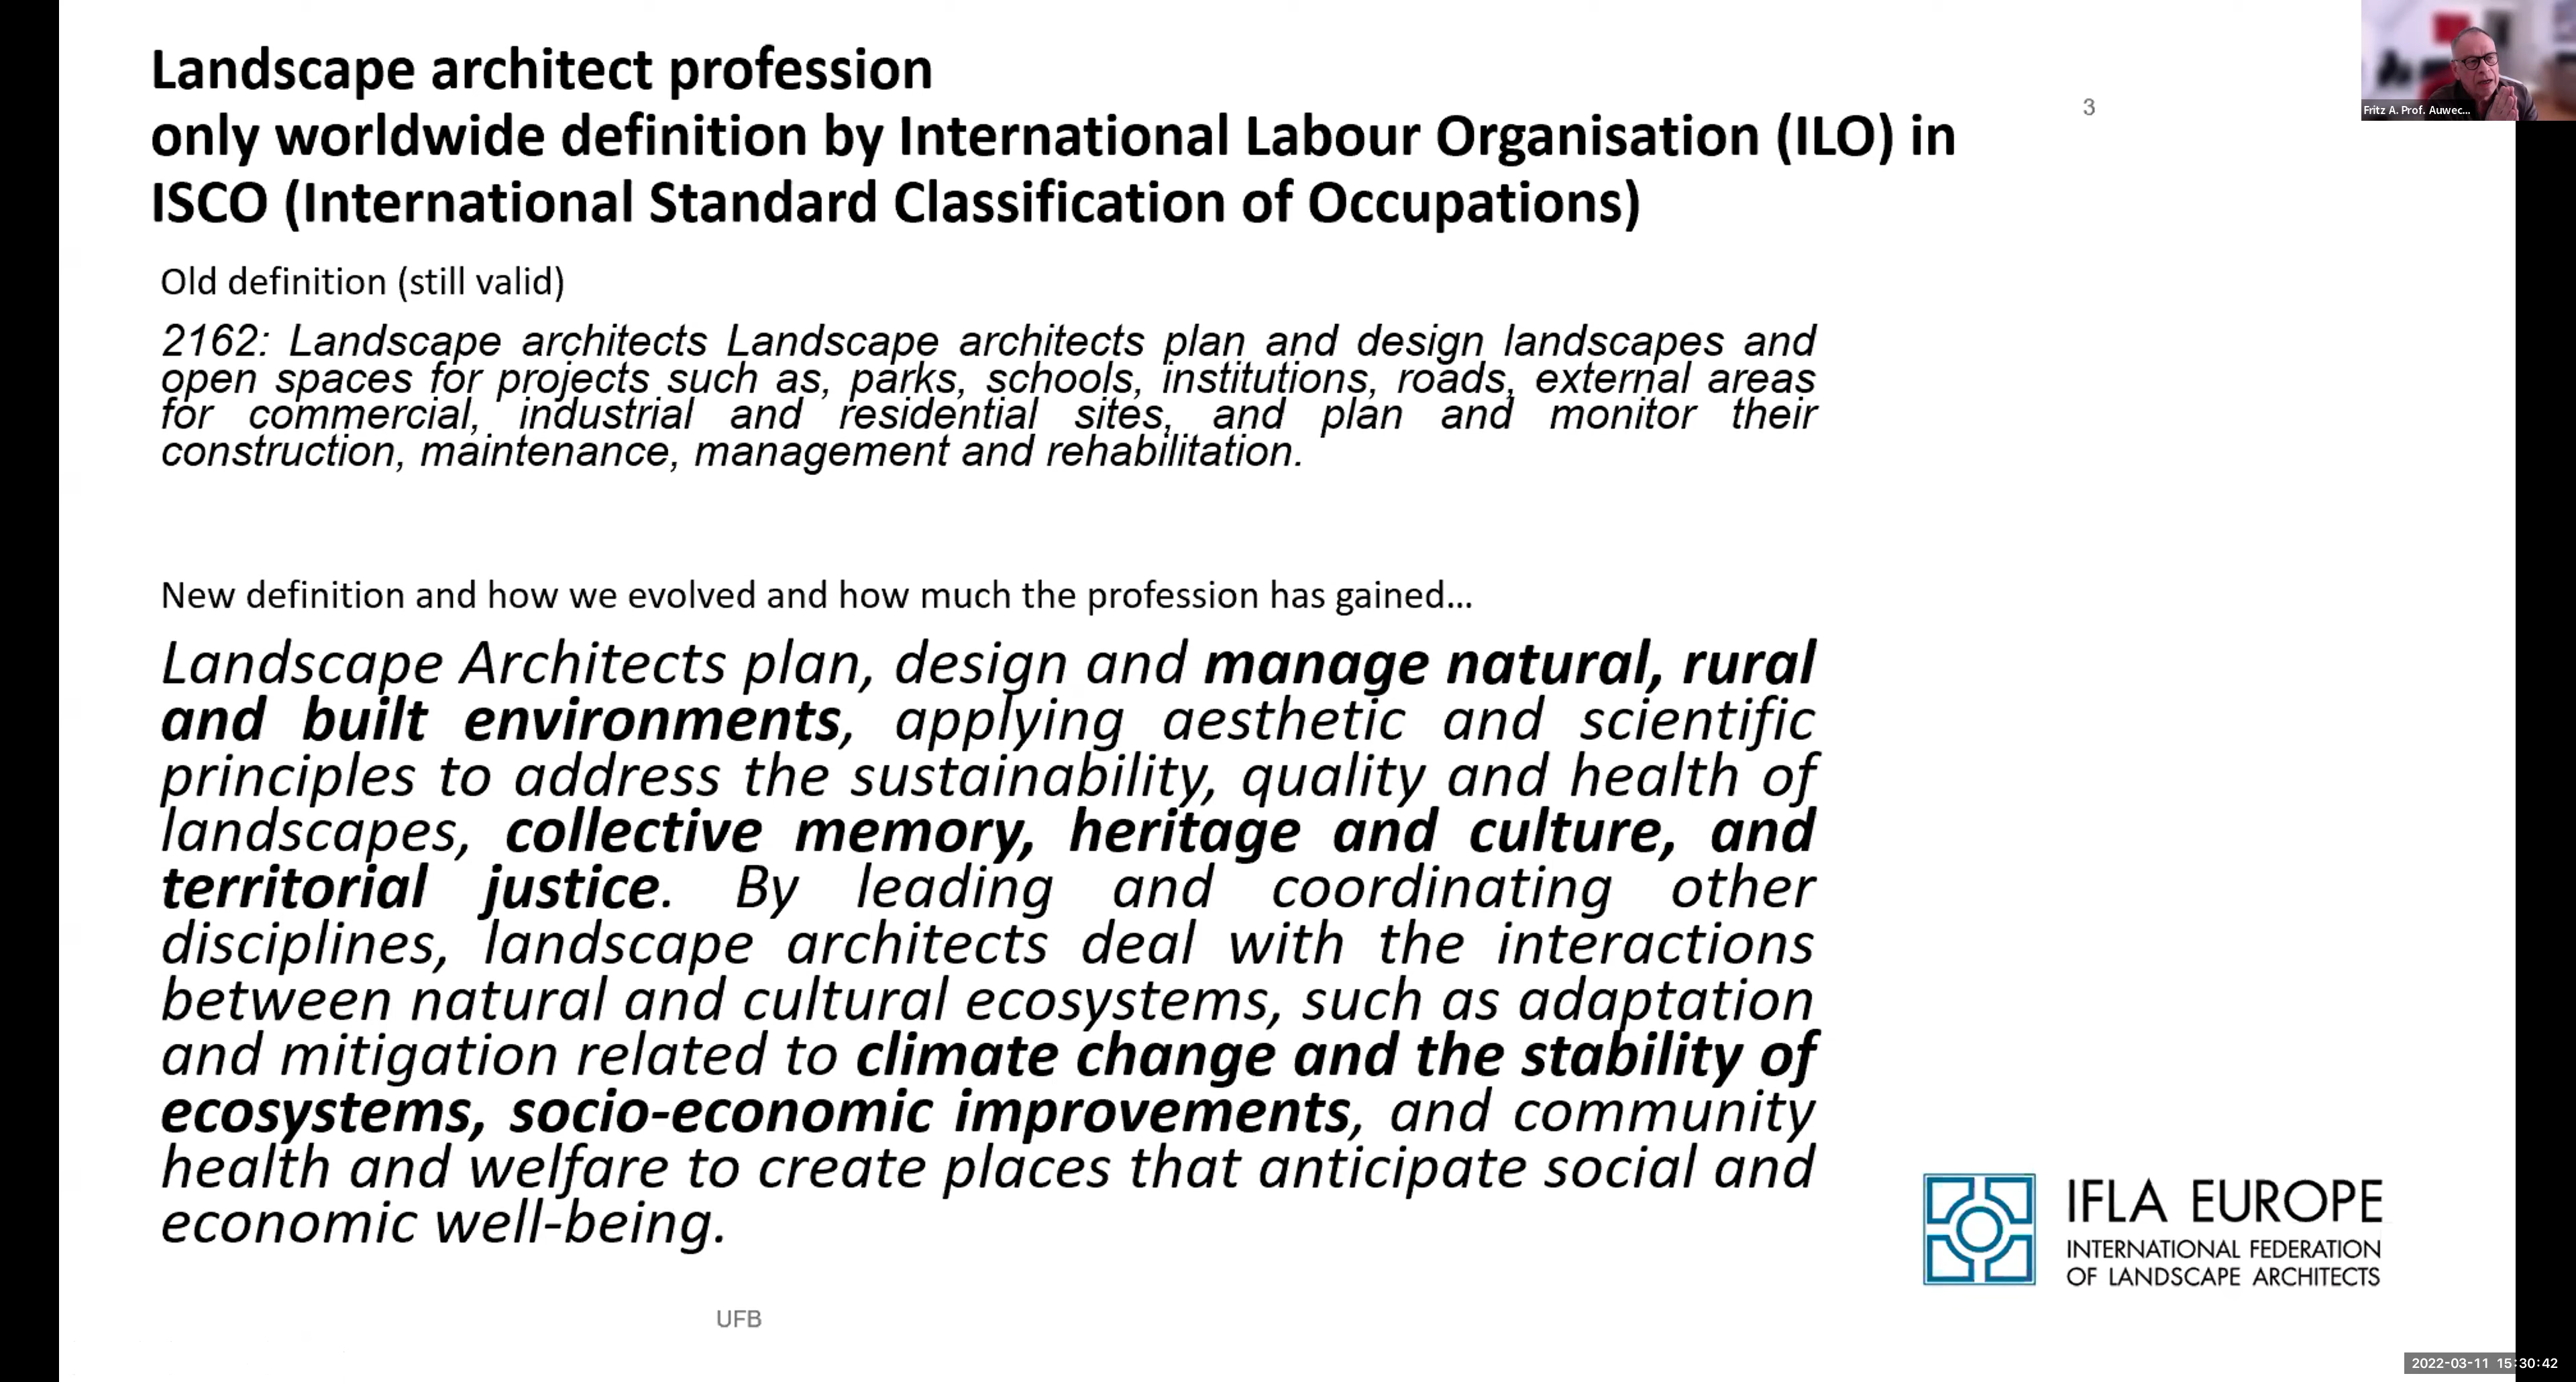 Landscape architect profession
only worldwide definition by International Labour Organisation (ILO) in
ISCO (International Standard Classification of Occupations)
3
Fritz A. Prof. Auwec...
Old definition (still valid)
2162: Landscape architects Landscape architects plan and design landscapes and
open spaces for projects such as, parks, schools, institutions, roads, external areas
for commercial, industrial and residential sites, and plan and monitor their
construction, maintenance, management and rehabilitation.
New definition and how we evolved and how much the profession has gained...
Landscape Architects plan, design and manage natural, rural
and built environments, applying aesthetic and scientific
principles to address the sustainability, quality and health of
landscapes, collective memory, heritage and culture, and
territorial justice. By leading and coordinating other
disciplines, landscape architects deal with the interactions
between natural and cultural ecosystems, such as adaptation
and mitigation related to climate change and the stability of
ecosystems, socio-economic improvements, and community
health and welfare to create places that anticipate social and
economic well-being.
IFLA EUROPE
INTERNATIONAL FEDERATION
OF LANDSCAPE ARCHITECTS
UFB
2022-03-11 15:30:42